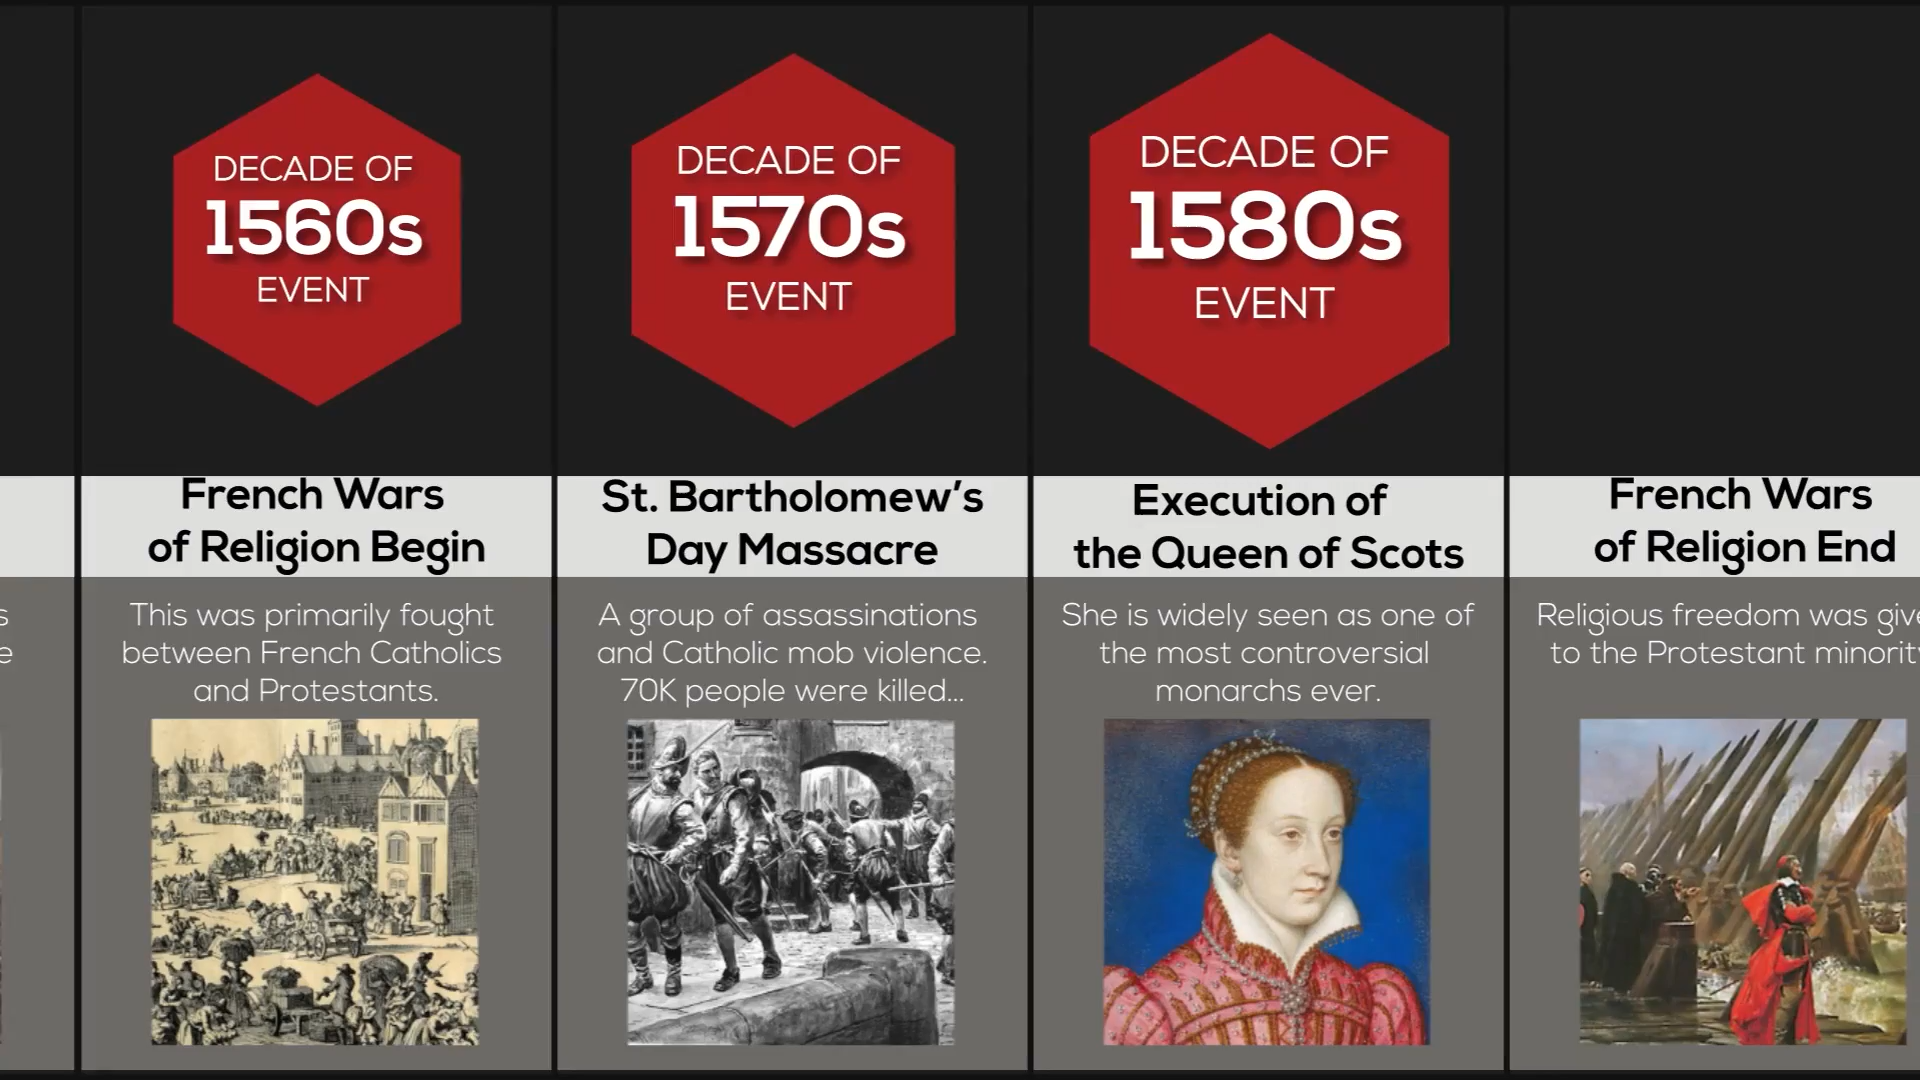 DECADE OF
1560s
EVENT
French Wars
of Religion Begin
This was primarily fought
between French Catholics
and Protestants.
DECADE OF
1570s
EVENT
St. Bartholomew's
Day Massacre
A group of assassinations
and Catholic mob violence.
70K people were killed...
DECADE OF
1580s
EVENT
Execution of
the Queen of Scots
She is widely seen as one of
the most controversial
monarchs ever.
French Wars
of Religion End
Religious freedom was
to the Protestant